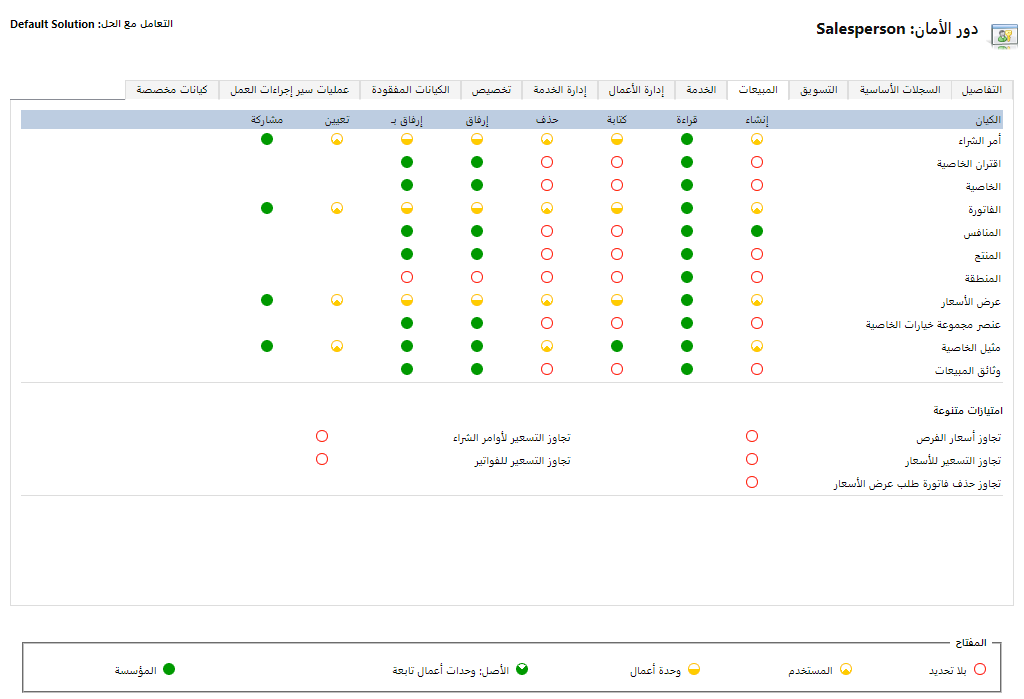 دور الأمان: Salesperson
التعامل مع الحل: Default Solution
التفاصيل السجلات الأساسية التسويق المبيعات الخدمة إدارة الأعمال إدارة الخدمة تخصيص الكيانات المفقودة عمليات سير إجراءات العمل كيانات مخصصة
الكيان إنشاء قراءة كتابة حذف إرفاق إرفاق بـ تعيين مشاركة
أمر الشراء
اقتران الخاصية
الخاصية
الفاتورة
المنافس
المنتج
المنطقة
عرض الأسعار
عنصر مجموعة خيارات الخاصية
مثيل الخاصية
وثائق المبيعات
امتيازات متنوعة
تجاوز أسعار الفرص تجاوز التسعير لأوامر الشراء
تجاوز التسعير للأسعار تجاوز التسعير للفواتير
تجاوز حذف فاتورة طلب عرض الأسعار
المفتاح
بلا تحديد المستخدم وحدة أعمال الأصل: وحدات أعمال تابعة المؤسسة